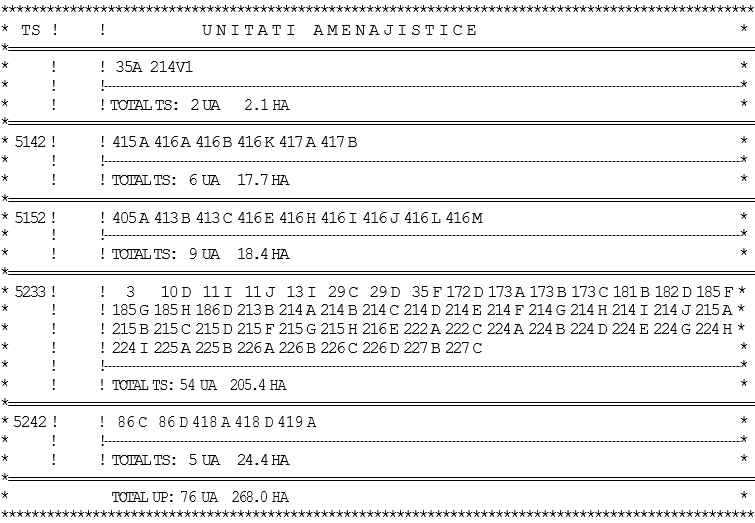 * TS ! ! U N I T A T I A M E N A J I S T I C E *
* ! ! 35A 214V1 *
* ! ! TOTAL TS: 2 UA 2.1 HA *
* 5142 ! ! 415 A 416 A 416 B 416 K 417 A 417 B *
* ! ! TOTAL TS: 6 UA 17.7 HA *
* 5152 ! ! 405 A 413 B 413 C 416 E 416 H 416 I 416 J 416 L 416 M *
* ! ! TOTAL TS: 9 UA 18.4 HA *
* 5233 ! ! 3 10 D 11 I 11 J 13 I 29 C 29 D 35 F 172 D 173 A 173 B 173 C 181 B 182 D 185 F *
* ! ! 185 G 185 H 186 D 213 B 214 A 214 B 214 C 214 D 214 E 214 F 214 G 214 H 214 I 214 J 215 A *
* ! ! 215 B 215 C 215 D 215 F 215 G 215 H 216 E 222 A 222 C 224 A 224 B 224 D 224 E 224 G 224 H *
* ! ! 224 I 225 A 225 B 226 A 226 B 226 C 226 D 227 B 227 C *
* ! ! TOTAL TS: 54 UA 205.4 HA *
* 5242 ! ! 86 C 86 D 418 A 418 D 419 A *
* ! ! TOTAL TS: 5 UA 24.4 HA *
* TOTAL UP: 76 UA 268.0 HA *